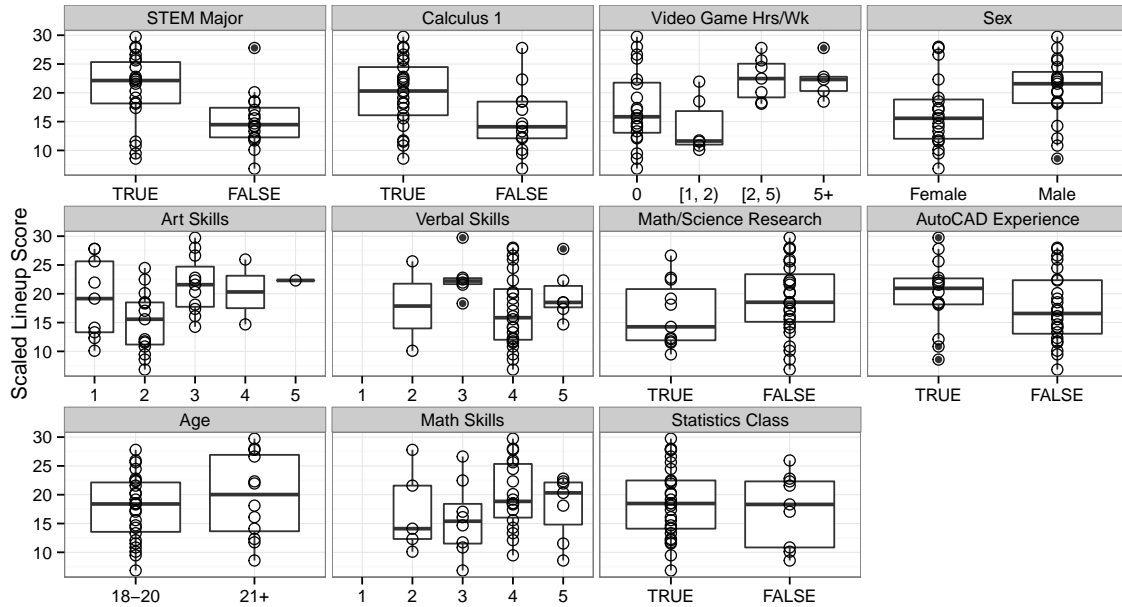 STEM Major Calculus 1 Video Game Hrs/Wk Sex
30
25
20
15
10
TRUE FALSE TRUE FALSE 0 [1, 2) [2, 5) 5+ Female Male
Art Skills Verbal Skills Math/Science Research AutoCAD Experience
30
25
20
15
10
Scaled Lineup Score
1 2 3 4 5 1 2 3 4 5 TRUE FALSE TRUE FALSE
Age Math Skills Statistics Class
30
25
20
15
10
18–20 21+ 1 2 3 4 5 TRUE FALSE